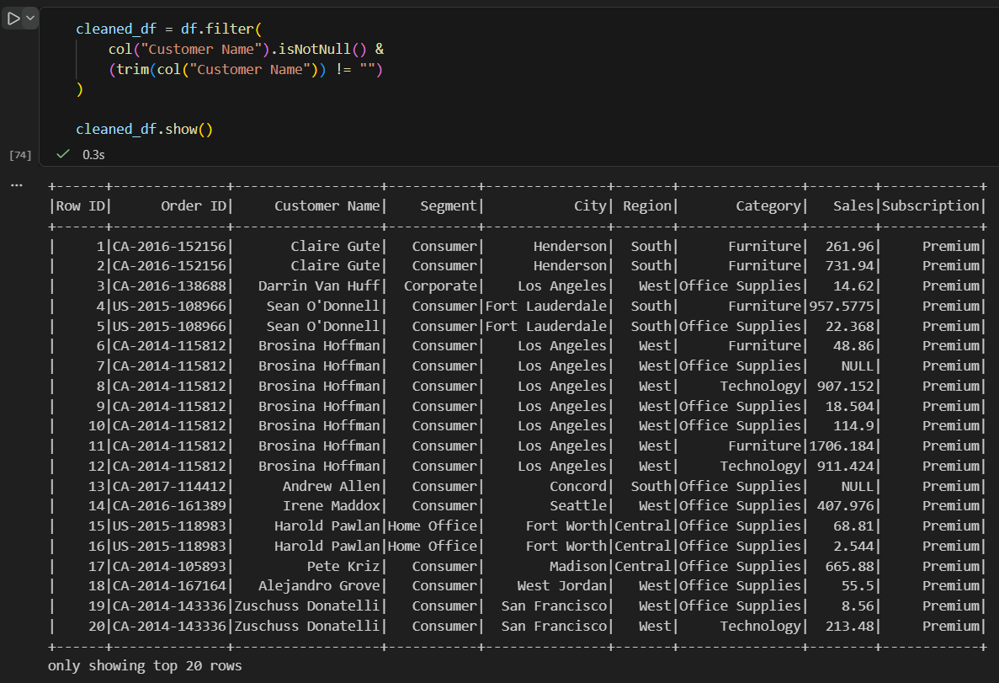 cleaned_df = df.filter(
    col("Customer Name").isNotNull() &
    (trim(col("Customer Name")) != "")
)
cleaned_df.show()
[74]    0.3s
...
+------+--------------+------------------+-----------+---------------+-------+---------------+--------+------------+
|Row ID|      Order ID|     Customer Name|    Segment|           City| Region|       Category|   Sales|Subscription|
+------+--------------+------------------+-----------+---------------+-------+---------------+--------+------------+
|     1|CA-2016-152156|       Claire Gute|   Consumer|      Henderson|  South|      Furniture|  261.96|     Premium|
|     2|CA-2016-152156|       Claire Gute|   Consumer|      Henderson|  South|      Furniture|  731.94|     Premium|
|     3|CA-2016-138688|   Darrin Van Huff|  Corporate|    Los Angeles|   West|Office Supplies|   14.62|     Premium|
|     4|US-2015-108966|    Sean O'Donnell|   Consumer|Fort Lauderdale|  South|      Furniture|957.5775|     Premium|
|     5|US-2015-108966|    Sean O'Donnell|   Consumer|Fort Lauderdale|  South|Office Supplies|  22.368|     Premium|
|     6|CA-2014-115812|   Brosina Hoffman|   Consumer|    Los Angeles|   West|      Furniture|   48.86|     Premium|
|     7|CA-2014-115812|   Brosina Hoffman|   Consumer|    Los Angeles|   West|Office Supplies|    NULL|     Premium|
|     8|CA-2014-115812|   Brosina Hoffman|   Consumer|    Los Angeles|   West|     Technology| 907.152|     Premium|
|     9|CA-2014-115812|   Brosina Hoffman|   Consumer|    Los Angeles|   West|Office Supplies|  18.504|     Premium|
|    10|CA-2014-115812|   Brosina Hoffman|   Consumer|    Los Angeles|   West|Office Supplies|   114.9|     Premium|
|    11|CA-2014-115812|   Brosina Hoffman|   Consumer|    Los Angeles|   West|      Furniture|1706.184|     Premium|
|    12|CA-2014-115812|   Brosina Hoffman|   Consumer|    Los Angeles|   West|     Technology| 911.424|     Premium|
|    13|CA-2017-114412|      Andrew Allen|   Consumer|        Concord|  South|Office Supplies|    NULL|     Premium|
|    14|CA-2016-161389|      Irene Maddox|   Consumer|        Seattle|   West|Office Supplies| 407.976|     Premium|
|    15|US-2015-118983|     Harold Pawlan|Home Office|     Fort Worth|Central|Office Supplies|   68.81|     Premium|
|    16|US-2015-118983|     Harold Pawlan|Home Office|     Fort Worth|Central|Office Supplies|   2.544|     Premium|
|    17|CA-2014-105893|         Pete Kriz|   Consumer|        Madison|Central|Office Supplies|  665.88|     Premium|
|    18|CA-2014-167164|   Alejandro Grove|   Consumer|    West Jordan|   West|Office Supplies|    55.5|     Premium|
|    19|CA-2014-143336|Zuschuss Donatelli|   Consumer|  San Francisco|   West|Office Supplies|    8.56|     Premium|
|    20|CA-2014-143336|Zuschuss Donatelli|   Consumer|  San Francisco|   West|     Technology|  213.48|     Premium|
+------+--------------+------------------+-----------+---------------+-------+---------------+--------+------------+
only showing top 20 rows